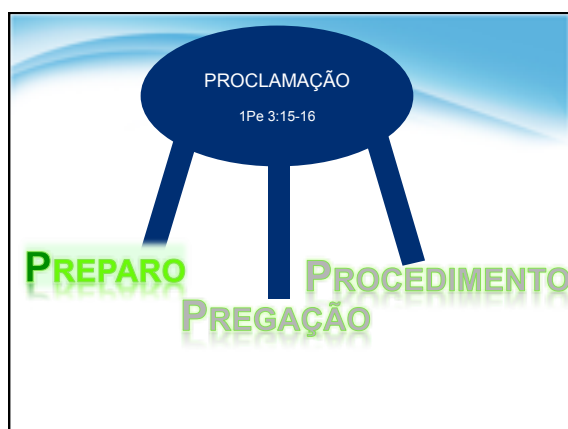 PROCLAMAÇÃO
1Pe 3:15-16
PREPARO
PROCEDIMENTO
PREGAÇÃO